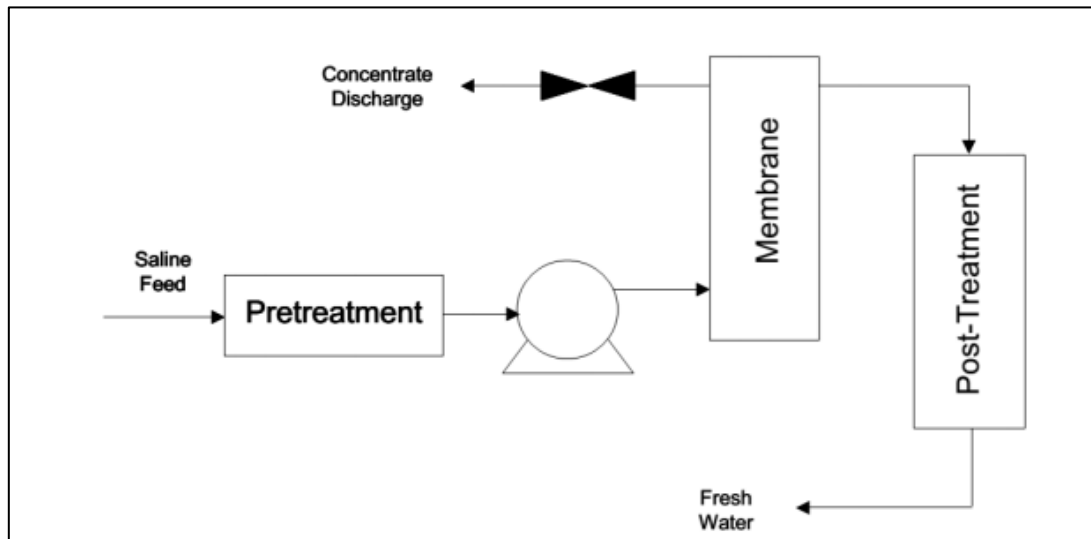 Concentrate
Discharge
Membrane
Post-Treatment
Saline
Feed
Pretreatment
Fresh
Water